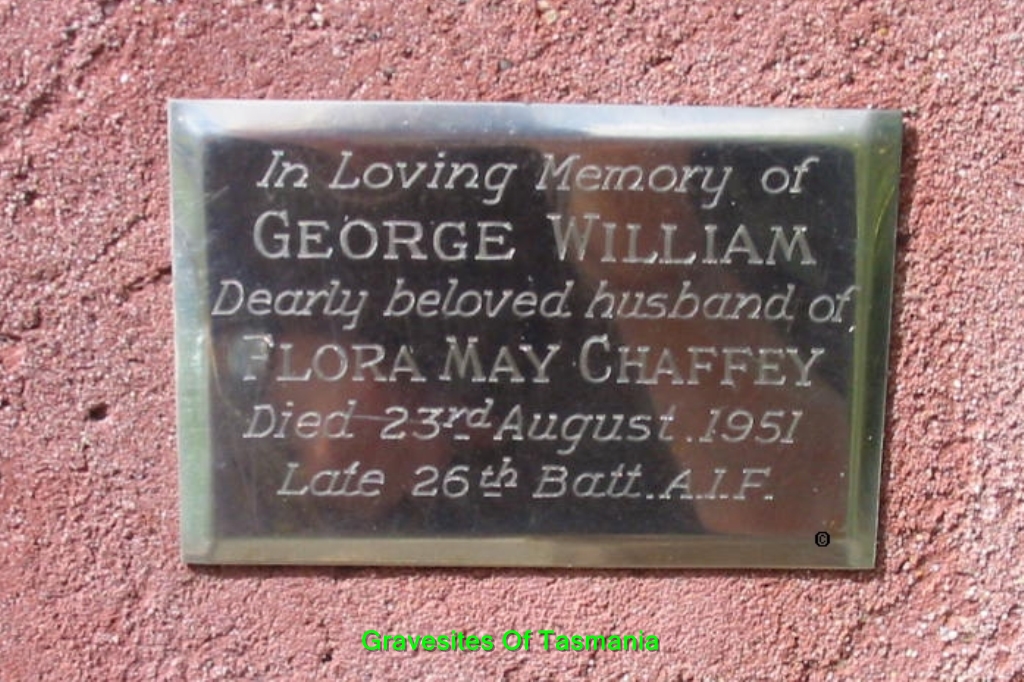 In Loving Memory of
GEORGE WILLIAM
Dearly beloved husband of
FLORA MAY CHAFFEY
Died 23rd August. 1951
Late 26th Batt. A.I.F.
©
Gravesites Of Tasmania